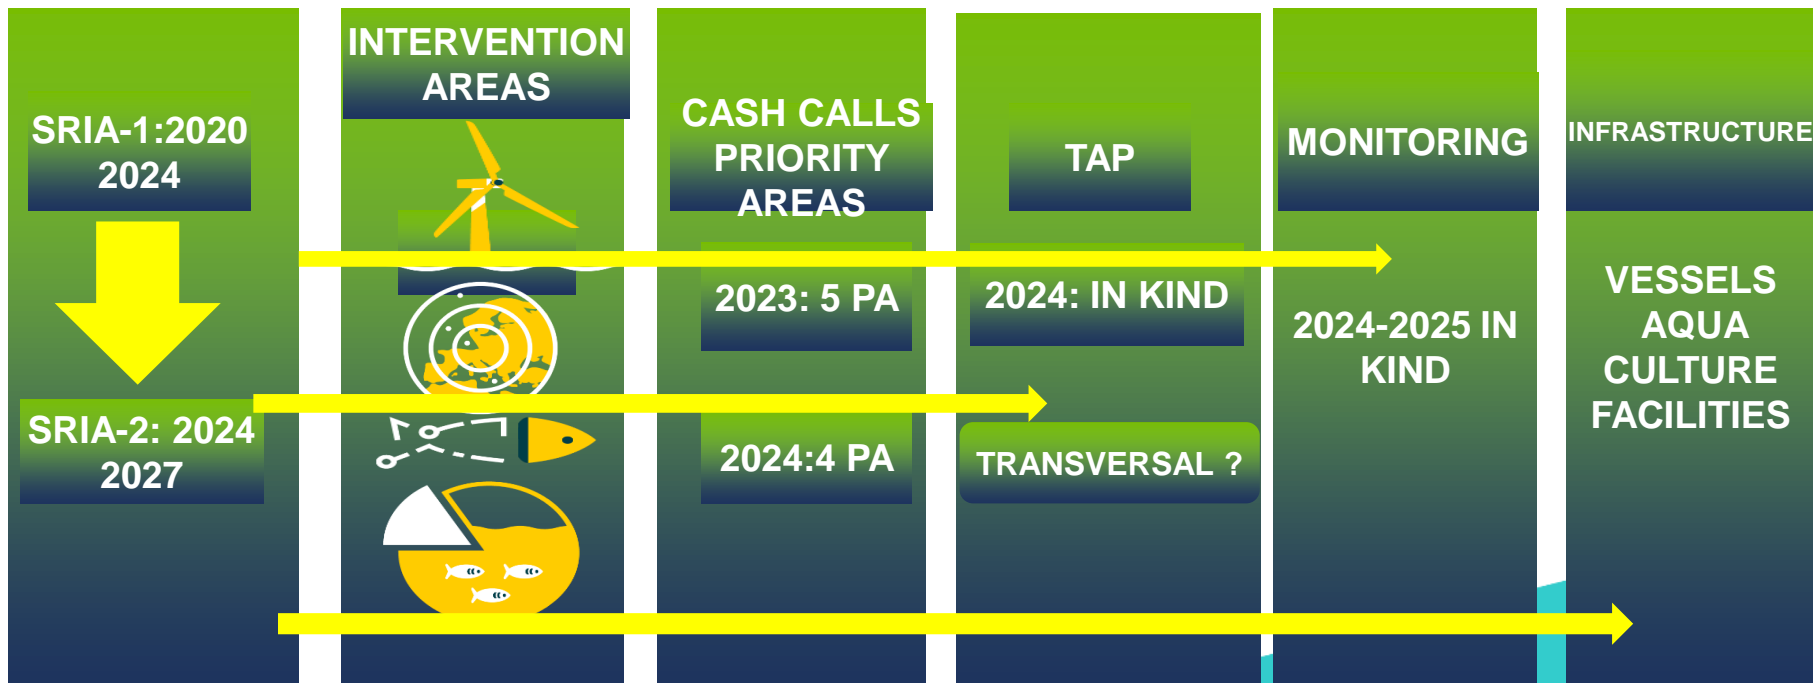 SRIA-1:2020
2024
SRIA-2: 2024
2027
INTERVENTION
AREAS
CASH CALLS
PRIORITY
AREAS
2023: 5 PA
2024:4 PA
TAP
2024: IN KIND
TRANSVERSAL ?
MONITORING
2024-2025 IN
KIND
INFRASTRUCTURE
VESSELS
AQUA
CULTURE
FACILITIES